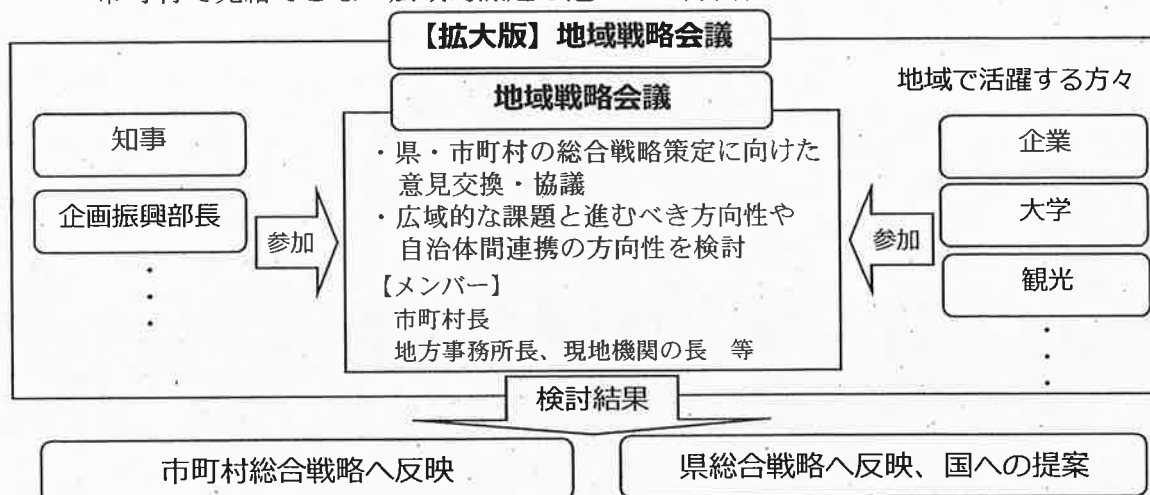 【拡大版】地域戦略会議
地域戦略会議
地域で活躍する方々
知事
企画振興部長
参加
・県・市町村の総合戦略策定に向けた
意見交換・協議
・広域的な課題と進むべき方向性や
自治体間連携の方向性を検討
【メンバー】
市町村長
地方事務所長、現地機関の長　等
参加
企業
大学
観光
検討結果
市町村総合戦略へ反映
県総合戦略へ反映、国への提案